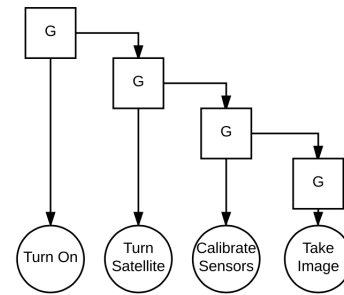 G
G
G
G
Turn On
Turn
Satellite
Calibrate
Sensors
Take
Image